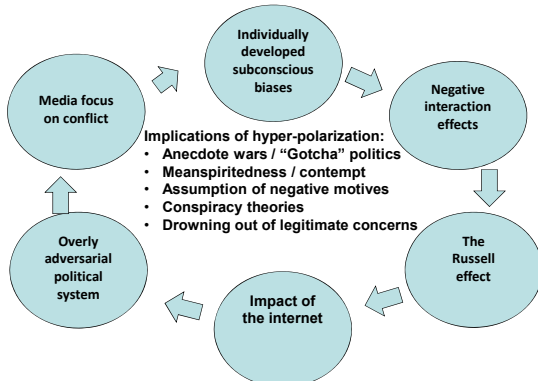 Individually
developed
subconscious
biases
Media focus
on conflict
Negative
interaction
effects
Implications of hyper-polarization:
• Anecdote wars / “Gotcha” politics
• Meanspiritedness / contempt
• Assumption of negative motives
• Conspiracy theories
• Drowning out of legitimate concerns
Overly
adversarial
political
system
The
Russell
effect
Impact of
the internet